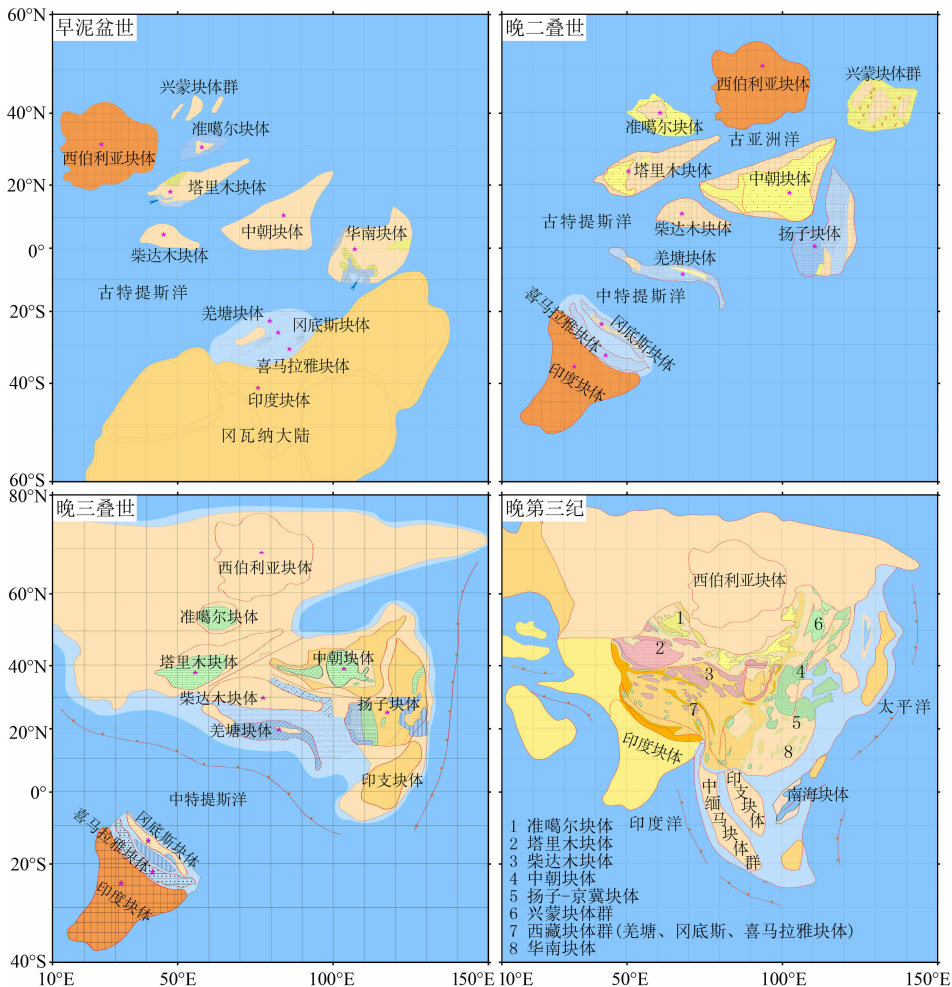 60°N
早泥盆世
兴蒙块体群
40°N
准噶尔块体
西伯利亚块体
20°N
塔里木块体
中朝块体
华南块体
0°
柴达木块体
古特提斯洋
20°S
羌塘块体
冈底斯块体
喜马拉雅块体
40°S
印度块体
冈瓦纳大陆
60°S
晚二叠世
西伯利亚块体
兴蒙块体群
准噶尔块体
古亚洲洋
塔里木块体
中朝块体
古特提斯洋
柴达木块体
扬子块体
羌塘块体
中特提斯洋
喜马拉雅块体
冈底斯块体
印度块体
80°N
晚三叠世
西伯利亚块体
60°N
准噶尔块体
塔里木块体
中朝块体
40°N
柴达木块体
扬子块体
羌塘块体
20°N
印支块体
0°
中特提斯洋
喜马拉雅块体
冈底斯块体
20°S
印度块体
40°S
10°E
50°E
100°E
150°E
晚第三纪
西伯利亚块体
1
6
2
3
4
7
5
太平洋
印度块体
8
中缅马块体群
印支块体
南海块体
印度洋
1 准噶尔块体
2 塔里木块体
3 柴达木块体
4 中朝块体
5 扬子-京冀块体
6 兴蒙块体群
7 西藏块体群(羌塘、冈底斯、喜马拉雅块体)
8 华南块体
50°E
100°E
150°E